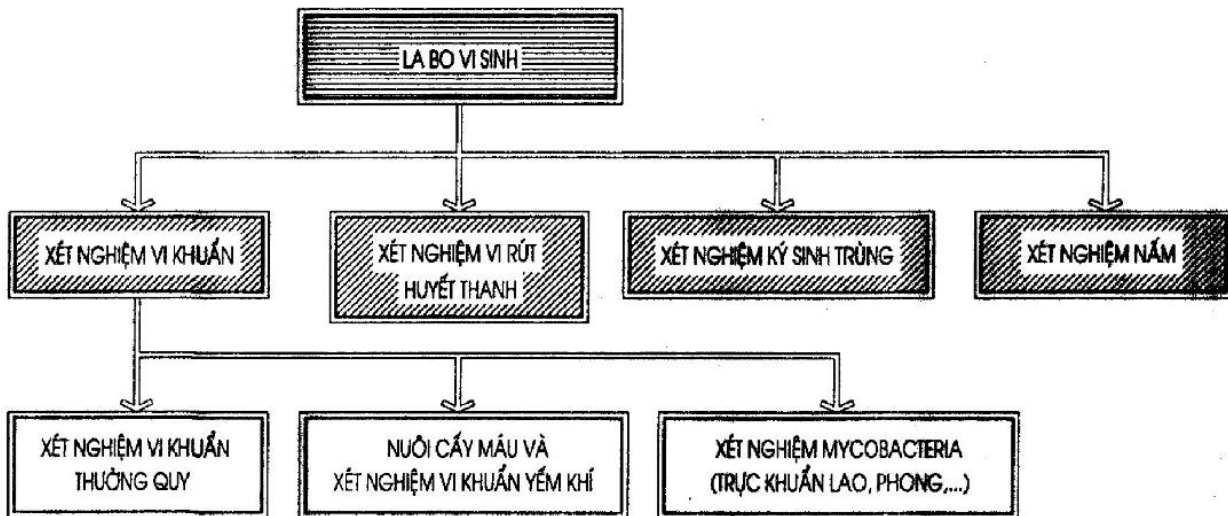 LA BO VI SINH
XÉT NGHIỆM VI KHUẨN
XÉT NGHIỆM VI RÚT
HUYẾT THANH
XÉT NGHIỆM KÝ SINH TRÙNG
XÉT NGHIỆM NẤM
XÉT NGHIỆM VI KHUẨN
THƯỜNG QUY
NUÔI CẤY MÁU VÀ
XÉT NGHIỆM VI KHUẨN YẾM KHÍ
XÉT NGHIỆM MYCOBACTERIA
(TRỰC KHUẨN LAO, PHONG,...)